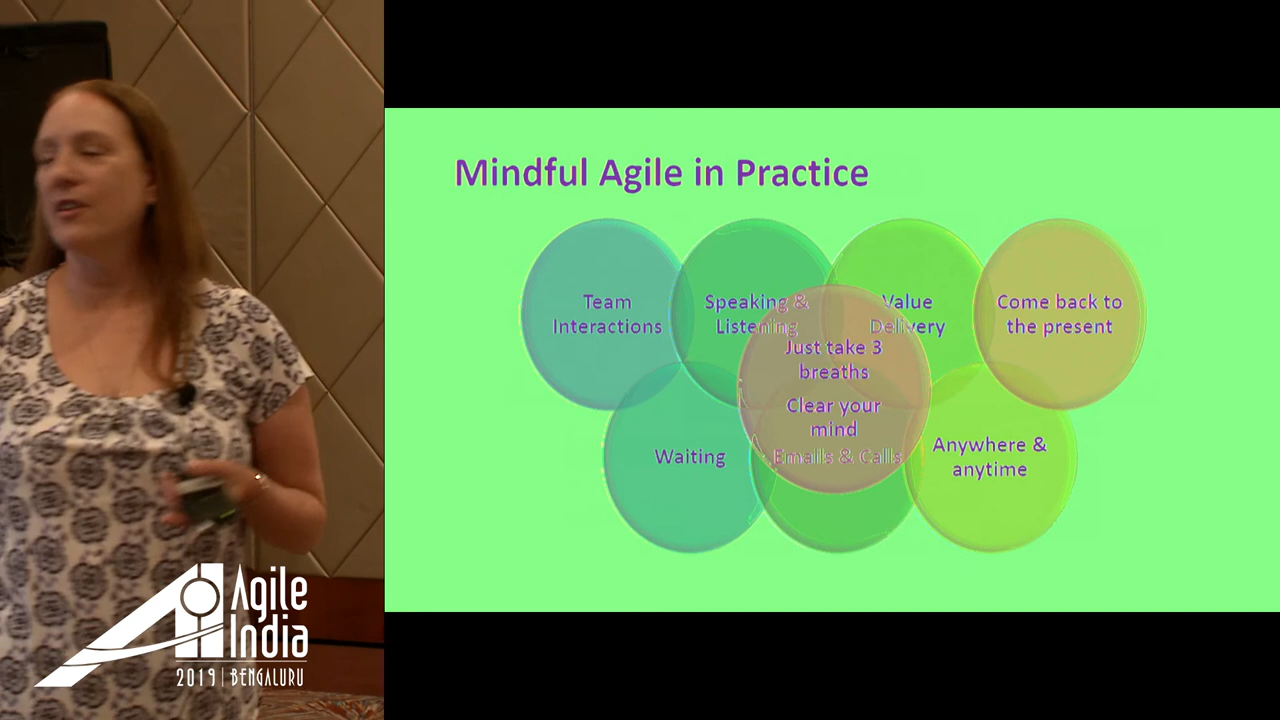 Mindful Agile in Practice
Team
Interactions
Speaking &
Listening
Value
Delivery
Come back to
the present
Just take 3
breaths
Clear your
mind
Waiting
Emails & Calls
Anywhere &
anytime
Agile
India
2019 | BENGALURU